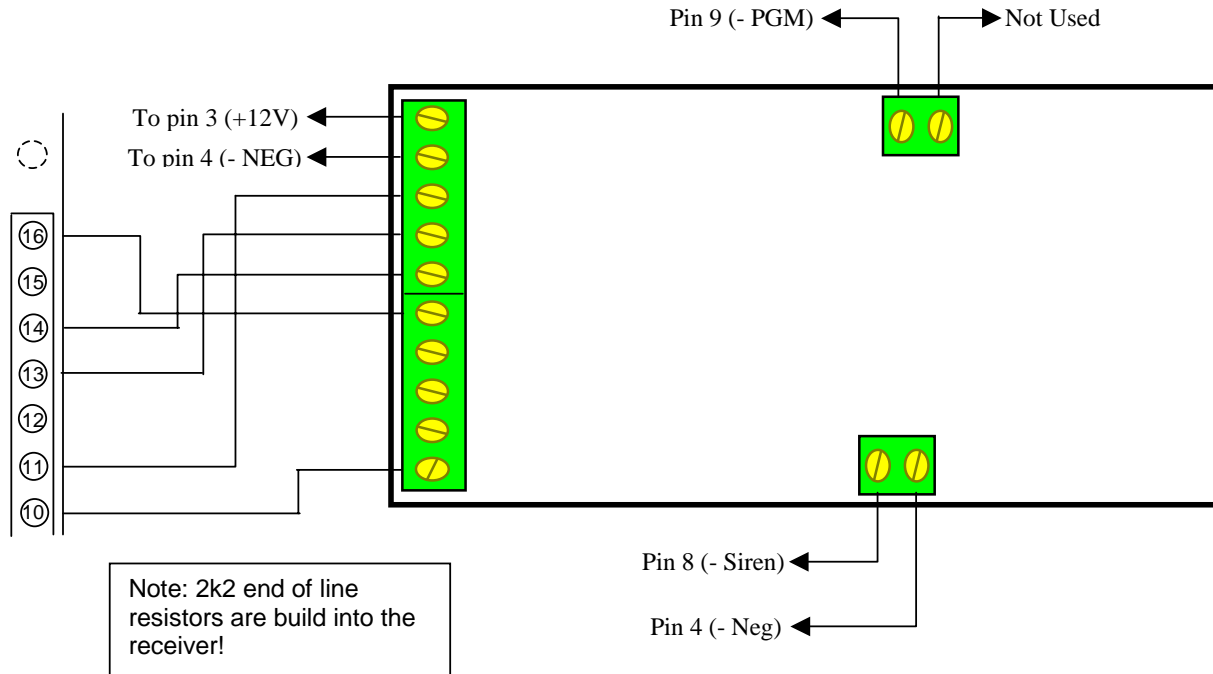 Pin 9 (- PGM)
Not Used
To pin 3 (+12V)
To pin 4 (- NEG)
16
15
14
13
12
11
10
Pin 8 (- Siren)
Pin 4 (- Neg)
Note: 2k2 end of line
resistors are build into the
receiver!